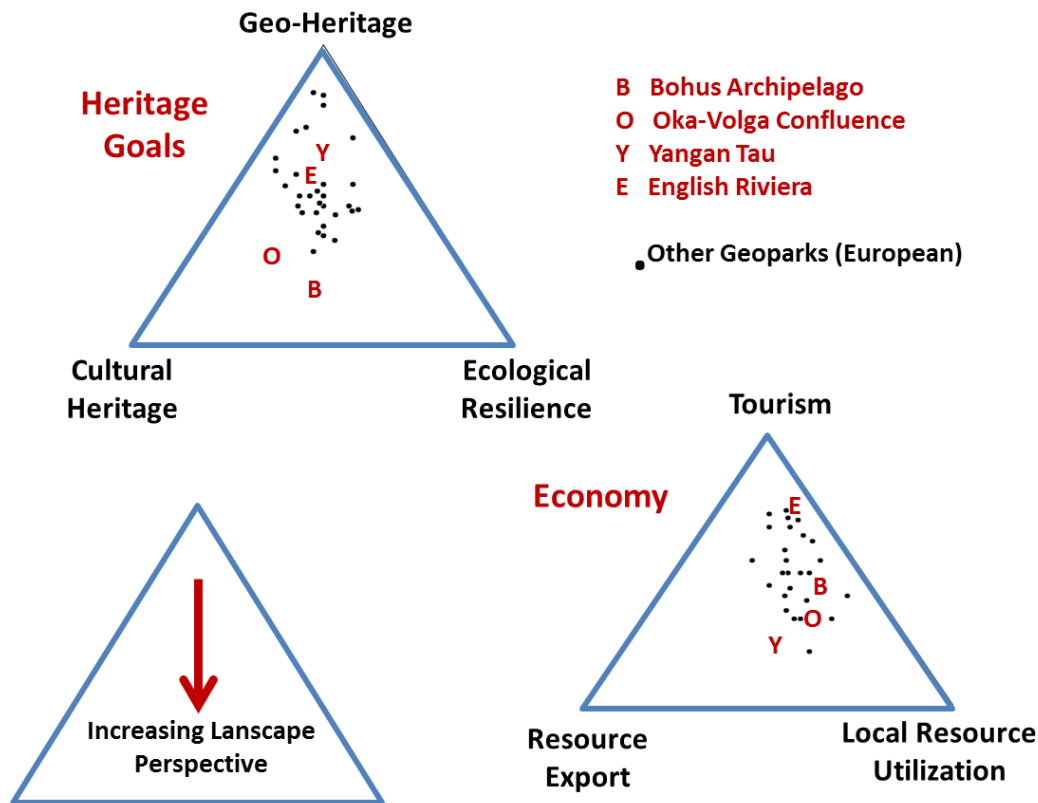 Geo-Heritage
Heritage
Goals
Y
E
O
B
Cultural
Heritage
Ecological
Resilience
B Bohus Archipelago
O Oka-Volga Confluence
Y Yangan Tau
E English Riviera
Other Geoparks (European)
Tourism
Economy
E
B
O
Y
Resource
Export
Local Resource
Utilization
Increasing Lanscape
Perspective